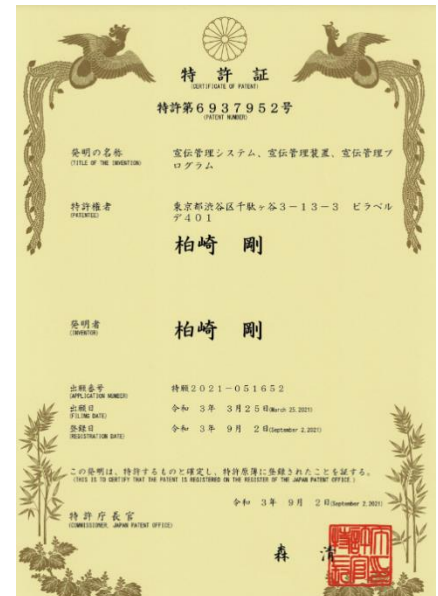 特許証
(CERTIFICATE OF PATENT)
特許第6937952号
(PATENT NUMBER)
発明の名称
(TITLE OF THE INVENTION)
宣伝管理システム、宣伝管理装置、宣伝管理プ
ログラム
特許権者
(PATENTEE)
東京都渋谷区千駄ヶ谷3-13-3 ビラベル
デ401
柏崎 剛
発明者
(INVENTOR)
柏崎 剛
出願番号
(APPLICATION NUMBER)
特願2021-051652
出願日
(FILING DATE)
令和 3年 3月25日(March 25,2021)
登録日
(REGISTRATION DATE)
令和 3年 9月 2日(September 2,2021)
この発明は、特許するものと確定し、特許原簿に登録されたことを証する。
(THIS IS TO CERTIFY THAT THE PATENT IS REGISTERED ON THE REGISTER OF THE JAPAN PATENT OFFICE.)
令和 3年 9月 2日(September 2,2021)
特許庁長官
(COMMISSIONER, JAPAN PATENT OFFICE)
森 清